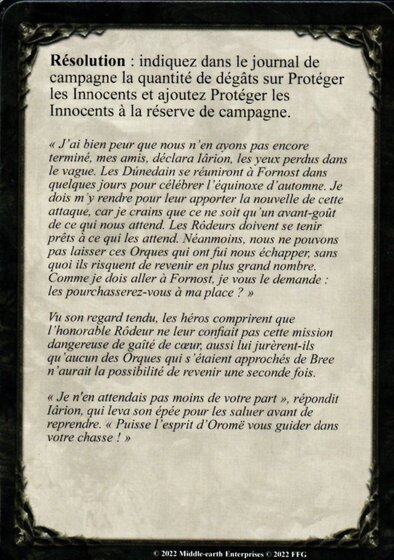 Résolution : indiquez dans le journal de
campagne la quantité de dégâts sur Protéger
les Innocents et ajoutez Protéger les
Innocents à la réserve de campagne.
« J'ai bien peur que nous n'en ayons pas encore
terminé, mes amis, déclara Iârion, les yeux perdus dans
le vague. Les Dúnedain se réuniront à Fornost dans
quelques jours pour célébrer l'équinoxe d'automne. Je
dois m'y rendre pour leur apporter la nouvelle de cette
attaque, car je crains que ce ne soit qu'un avant-goût
de ce qui nous attend. Les Rôdeurs doivent se tenir
prêts à ce qui les attend. Néanmoins, nous ne pouvons
pas laisser ces Orques qui ont fui nous échapper, sans
quoi ils risquent de revenir en plus grand nombre.
Comme je dois aller à Fornost, je vous le demande :
les pourchasserez-vous à ma place ? »
Vu son regard tendu, les héros comprirent que
l'honorable Rôdeur ne leur confiait pas cette mission
dangereuse de gaîté de cœur, aussi lui jurèrent-ils
qu'aucun des Orques qui s'étaient approchés de Bree
n'aurait la possibilité de revenir une seconde fois.
« Je n'en attendais pas moins de votre part », répondit
Iârion, qui leva son épée pour les saluer avant de
reprendre. « Puisse l'esprit d'Oromë vous guider dans
votre chasse ! »
© 2022 Middle-earth Enterprises © 2022 FFG